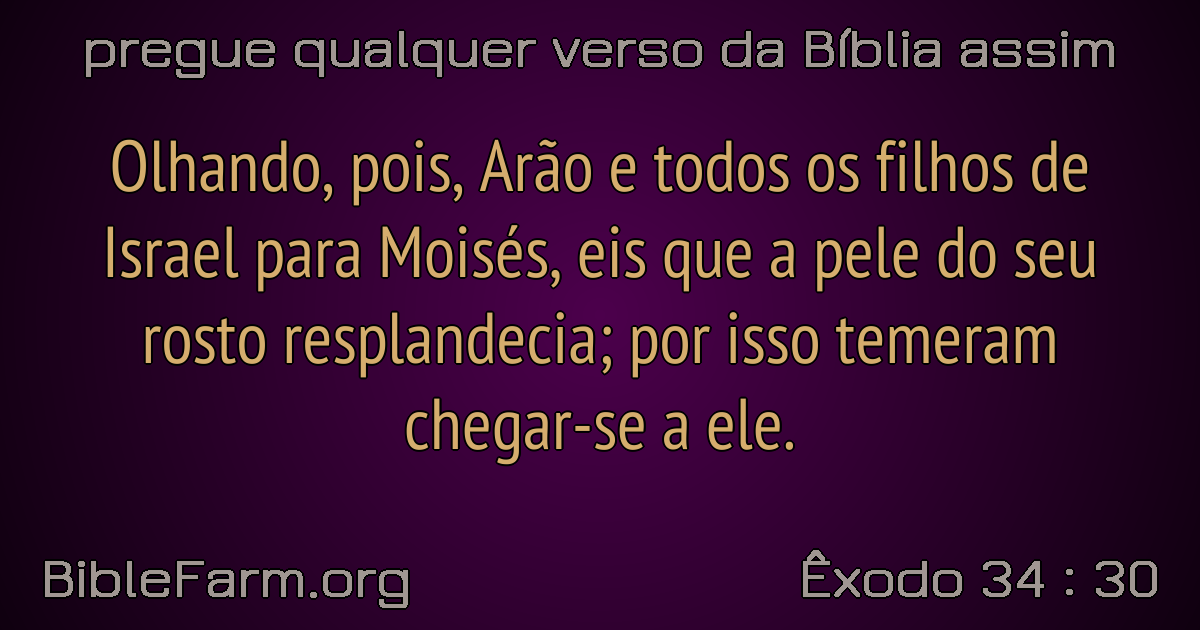 pregue qualquer verso da Bíblia assim
Olhando, pois, Arão e todos os filhos de
Israel para Moisés, eis que a pele do seu
rosto resplandecia; por isso temeram
chegar-se a ele.
BibleFarm.org
Êxodo 34 : 30